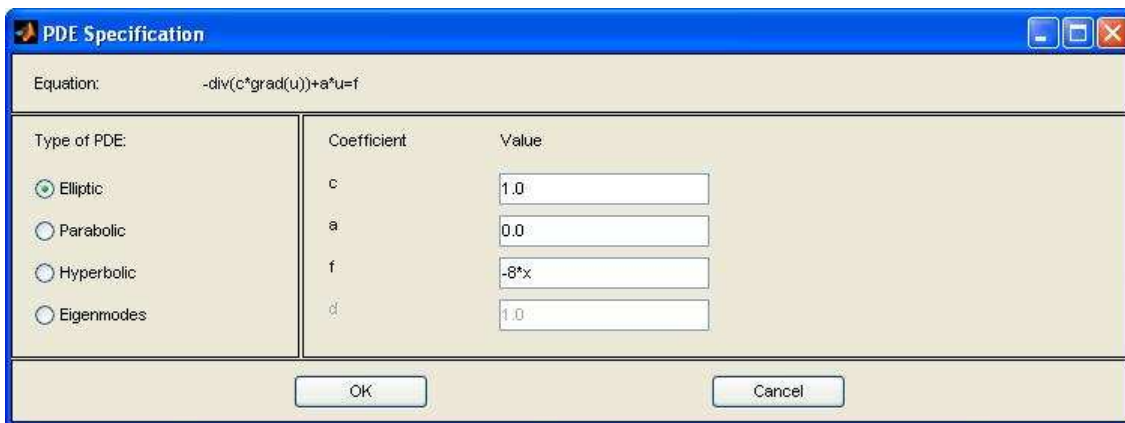 PDE Specification
Equation: -div(c*grad(u))+a*u=f
Type of PDE: Coefficient Value
Elliptic c 1.0
Parabolic a 0.0
Hyperbolic f -8*x
Eigenmodes d 1.0
OK Cancel